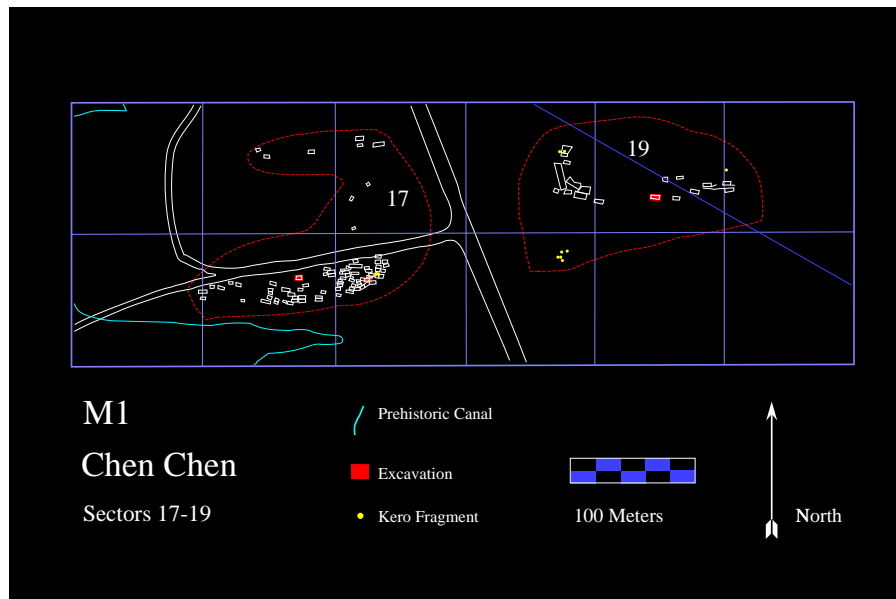 17
19
M1
Chen Chen
Sectors 17-19
Prehistoric Canal
Excavation
Kero Fragment
100 Meters
North